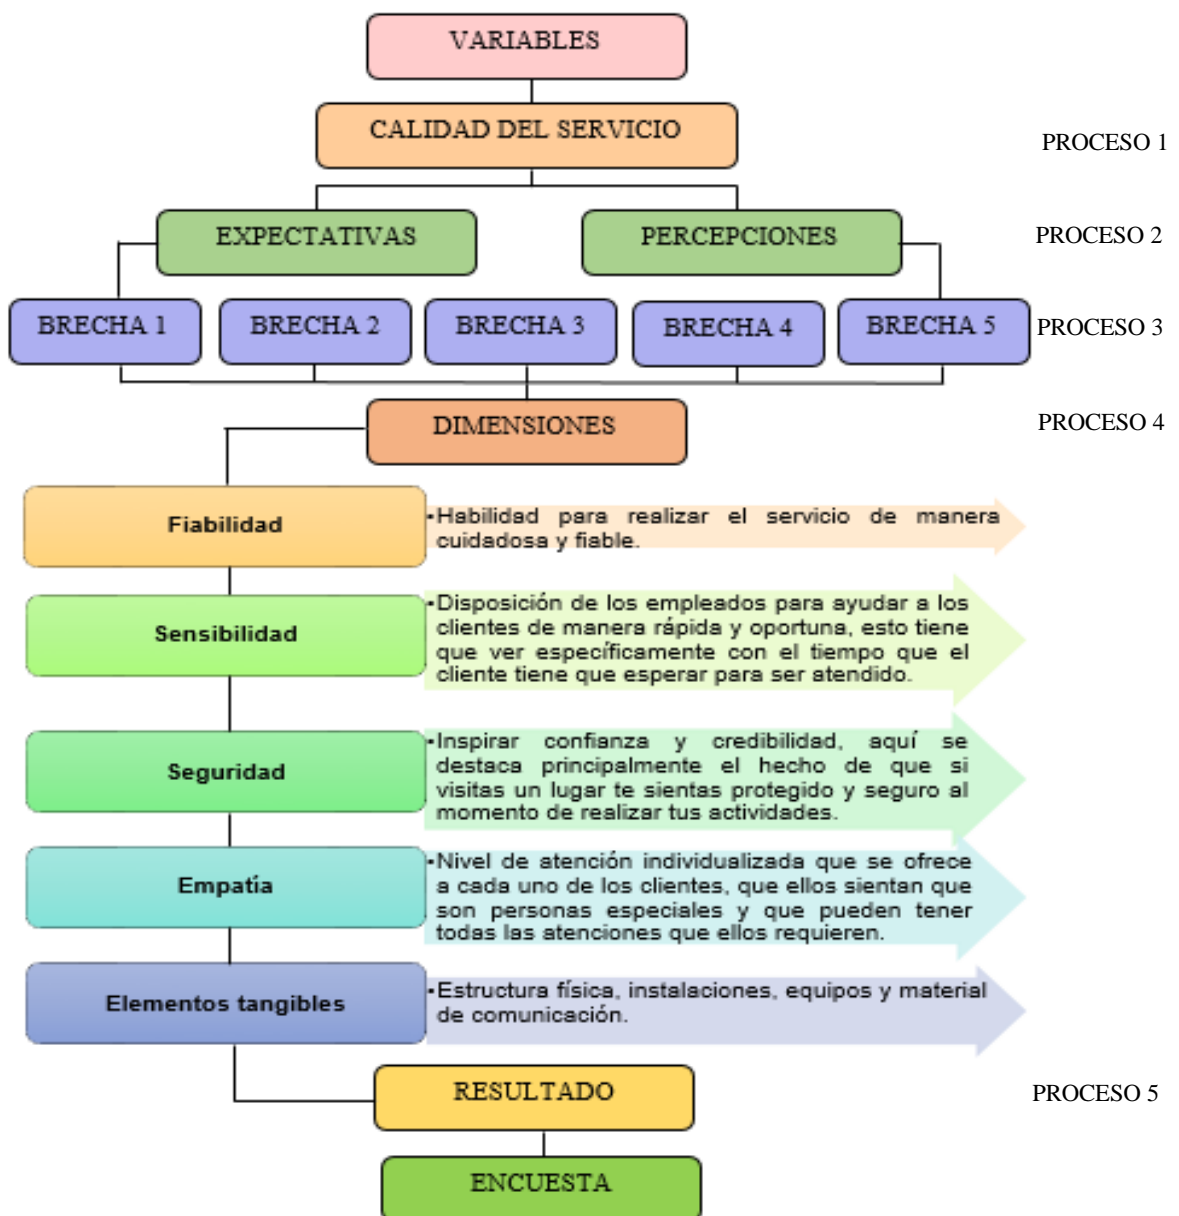 VARIABLES
CALIDAD DEL SERVICIO
PROCESO 1
EXPECTATIVAS
PERCEPCIONES
PROCESO 2
BRECHA 1
BRECHA 2
BRECHA 3
BRECHA 4
BRECHA 5
PROCESO 3
DIMENSIONES
PROCESO 4
Fiabilidad
•Habilidad para realizar el servicio de manera
cuidadosa y fiable.
Sensibilidad
•Disposición de los empleados para ayudar a los
clientes de manera rápida y oportuna, esto tiene
que ver específicamente con el tiempo que el
cliente tiene que esperar para ser atendido.
Seguridad
•Inspirar confianza y credibilidad, aquí se
destaca principalmente el hecho de que si
visitas un lugar te sientas protegido y seguro al
momento de realizar tus actividades.
Empatía
•Nivel de atención individualizada que se ofrece
a cada uno de los clientes, que ellos sientan que
son personas especiales y que pueden tener
todas las atenciones que ellos requieren.
Elementos tangibles
•Estructura física, instalaciones, equipos y material
de comunicación.
RESULTADO
PROCESO 5
ENCUESTA